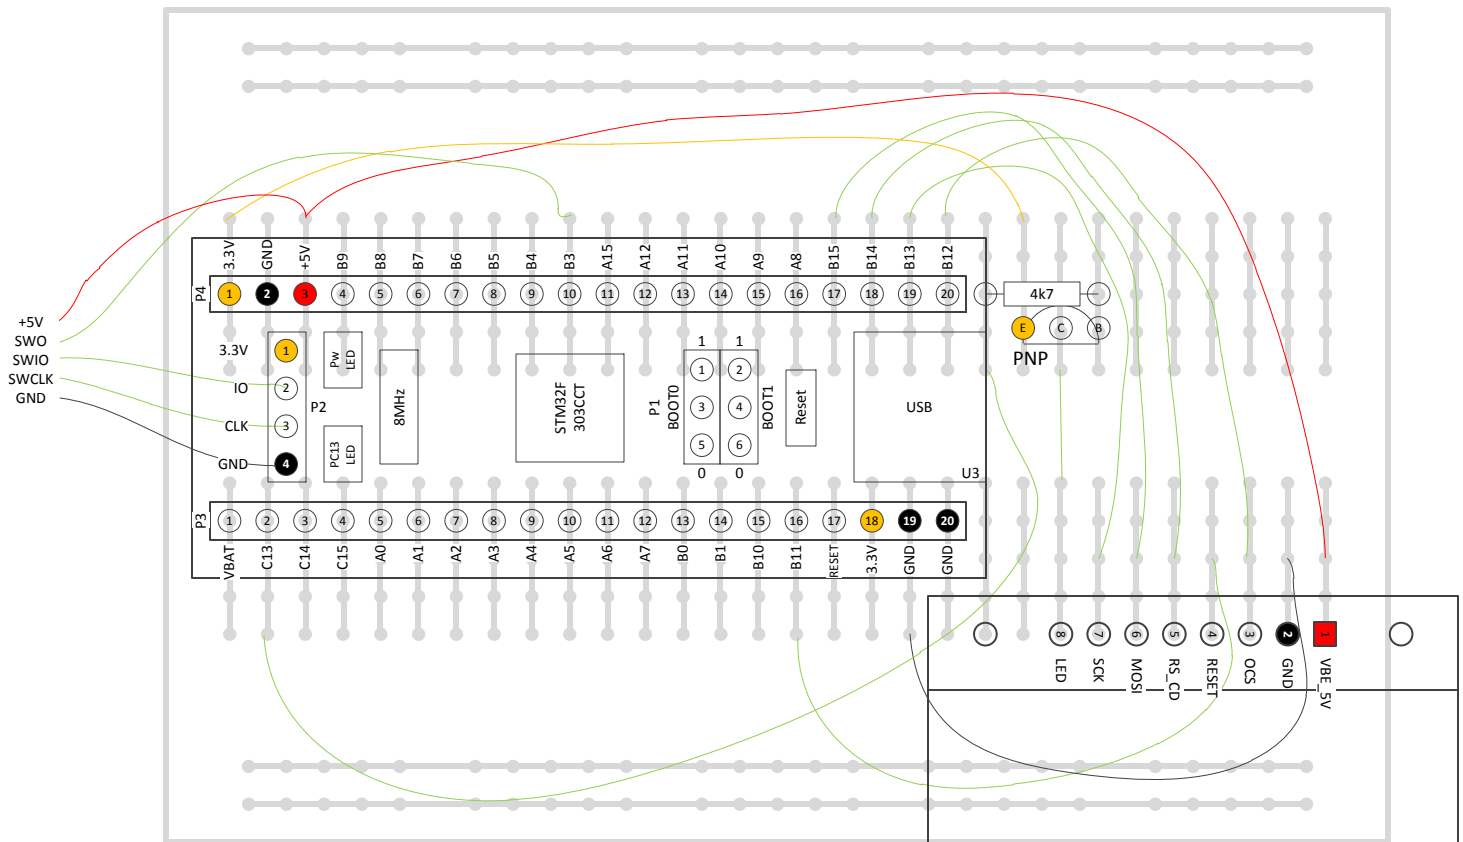 3.3V
GND
+5V
B9
B8
B7
B6
B5
B4
B3
A15
A12
A11
A10
A9
A8
B15
B14
B13
B12
P4
1 2 3 4 5 6 7 8 9 10 11 12 13 14 15 16 17 18 19 20
4k7
E C B
PNP
+5V
SWO
SWIO
SWCLK
GND
3.3V
IO
CLK
GND
1
2
3
4
P2
Pw
LED
PC13
LED
8MHz
STM32F
303CCT
P1
BOOT0
BOOT1
1 1
1 2
3 4
5 6
0 0
Reset
USB
U3
P3
1 2 3 4 5 6 7 8 9 10 11 12 13 14 15 16 17 18 19 20
VBAT
C13
C14
C15
A0
A1
A2
A3
A4
A5
A6
A7
B0
B1
B10
B11
RESET
3.3V
GND
GND
8 7 6 5 4 3 2 1
LED
SCK
MOSI
RS_CD
RESET
OCS
GND
VBE_5V